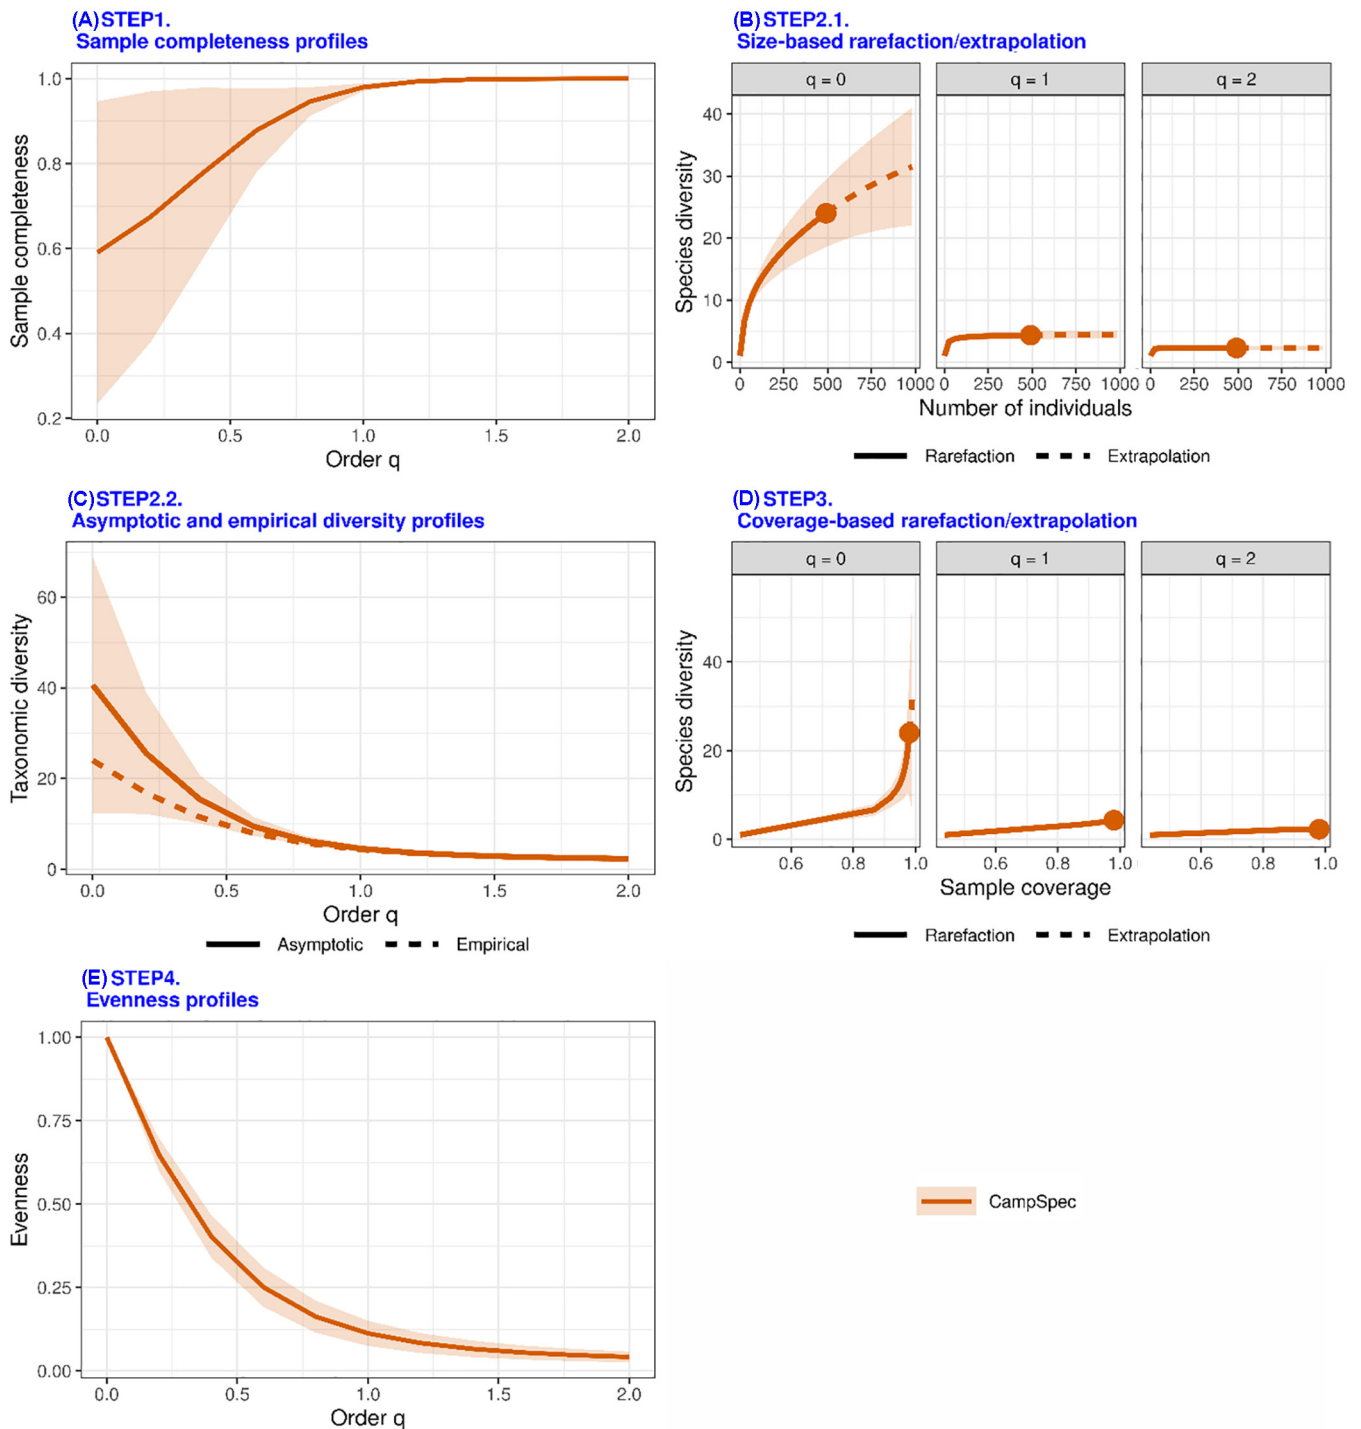 (A) STEP1.
Sample completeness profiles
1.0
0.8
0.6
0.4
0.2
Sample completeness
0.0 0.5 1.0 1.5 2.0
Order q
(B) STEP2.1.
Size-based rarefaction/extrapolation
q = 0 q = 1 q = 2
40
30
20
10
0
Species diversity
0 250 500 750 1000 0 250 500 750 1000 0 250 500 750 1000
Number of individuals
Rarefaction Extrapolation
(C) STEP2.2.
Asymptotic and empirical diversity profiles
60
40
20
0
Taxonomic diversity
0.0 0.5 1.0 1.5 2.0
Order q
Asymptotic Empirical
(D) STEP3.
Coverage-based rarefaction/extrapolation
q = 0 q = 1 q = 2
40
20
0
Species diversity
0.6 0.8 1.0 0.6 0.8 1.0 0.6 0.8 1.0
Sample coverage
Rarefaction Extrapolation
(E) STEP4.
Evenness profiles
1.00
0.75
0.50
0.25
0.00
Evenness
0.0 0.5 1.0 1.5 2.0
Order q
CampSpec